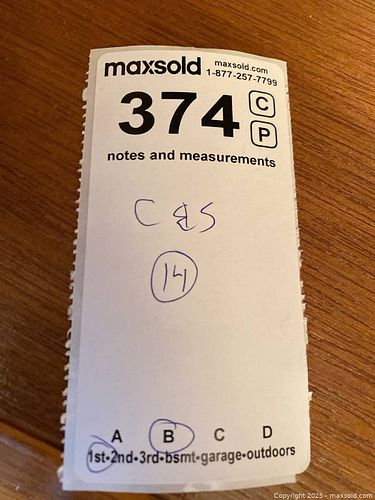 maxsold maxsold.com
1-877-257-7799
374 C
P
notes and measurements
C & S
14
A B C D
1st•2nd•3rd•bsmt•garage•outdoors
Copyright 2025 - maxsold.com